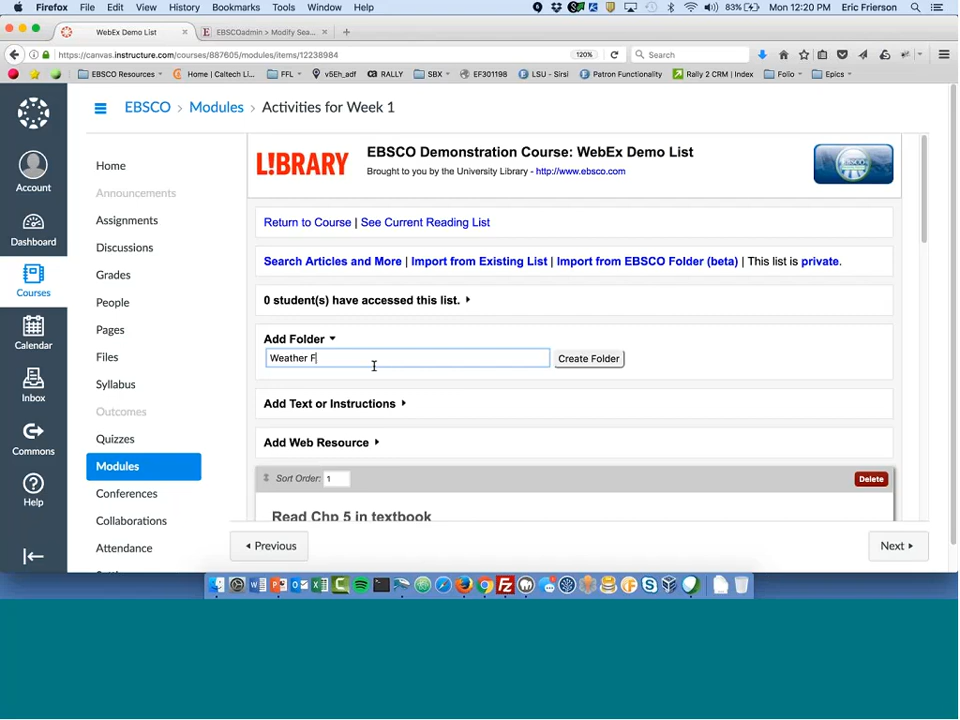 Firefox File Edit View History Bookmarks Tools Window Help
83% Mon 12:20 PM Eric Frierson
WebEx Demo List
EBSCOadmin > Modify Sea...
https://canvas.instructure.com/courses/887605/modules/items/12238984
120%
Search
EBSCO Resources
Home | Caltech Li...
FFL
v5Eh_adf
RALLY
SBX
EF301198
LSU - Sirsi
Patron Functionality
Rally 2 CRM | Index
Folio
Epics
EBSCO > Modules > Activities for Week 1
Account
Dashboard
Courses
Calendar
Inbox
Commons
Help
Home
Announcements
Assignments
Discussions
Grades
People
Pages
Files
Syllabus
Outcomes
Quizzes
Modules
Conferences
Collaborations
Attendance
L!BRARY
EBSCO Demonstration Course: WebEx Demo List
Brought to you by the University Library - http://www.ebsco.com
EBSCO
Return to Course | See Current Reading List
Search Articles and More | Import from Existing List | Import from EBSCO Folder (beta) | This list is private.
0 student(s) have accessed this list.
Add Folder
Weather F
Create Folder
Add Text or Instructions
Add Web Resource
Sort Order: 1
Delete
Read Chp 5 in textbook
Previous
Next